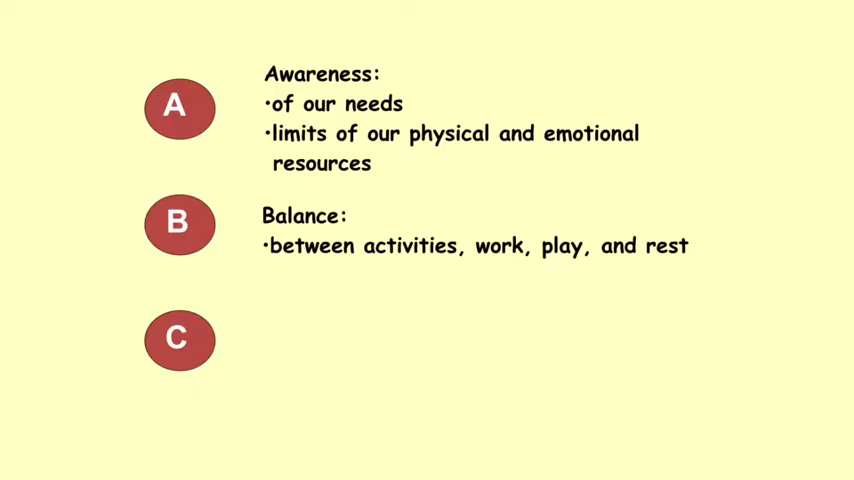 A
Awareness:
•of our needs
•limits of our physical and emotional
resources
B
Balance:
•between activities, work, play, and rest
C